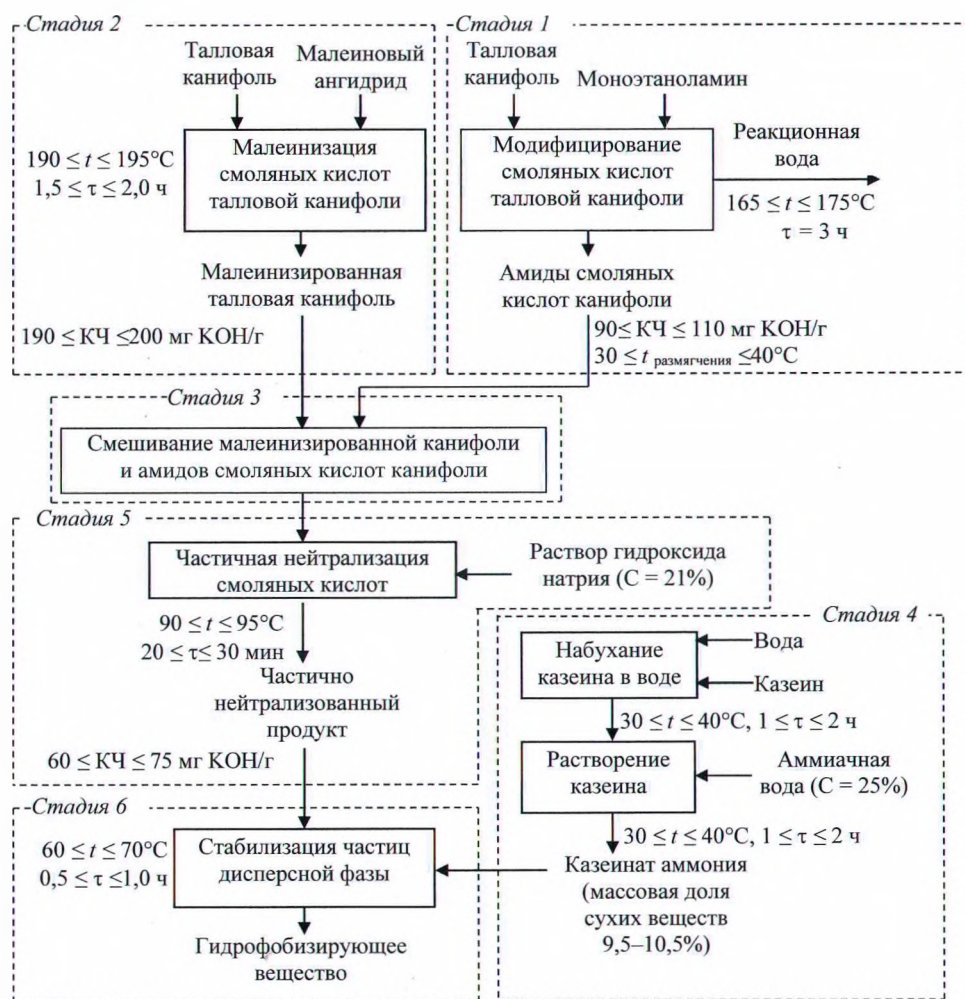 Стадия 2
Талловая
канифоль
Малеиновый
ангидрид
190 ≤ t ≤ 195°C
1,5 ≤ τ ≤ 2,0 ч
Малеинизация
смоляных кислот
талловой канифоли
Малеинизированная
талловая канифоль
190 ≤ КЧ ≤200 мг KOH/г
Стадия 1
Талловая
канифоль
Моноэтаноламин
Модифицирование
смоляных кислот
талловой канифоли
Реакционная
вода
165 ≤ t ≤ 175°C
τ = 3 ч
Амиды смоляных
кислот канифоли
90≤ КЧ ≤ 110 мг KOH/г
30 ≤ t размягчения ≤40°C
Стадия 3
Смешивание малеинизированной канифоли
и амидов смоляных кислот канифоли
Стадия 5
Частичная нейтрализация
смоляных кислот
Раствор гидроксида
натрия (С = 21%)
90 ≤ t ≤ 95°C
20 ≤ τ≤ 30 мин
Частично
нейтрализованный
продукт
60 ≤ КЧ ≤ 75 мг KOH/г
Стадия 4
Набухание
казеина в воде
Вода
Казеин
30 ≤ t ≤ 40°C, 1 ≤ τ ≤ 2 ч
Растворение
казеина
Аммиачная
вода (С = 25%)
30 ≤ t ≤ 40°C, 1 ≤ τ ≤ 2 ч
Казеинат аммония
(массовая доля
сухих веществ
9,5–10,5%)
Стадия 6
60 ≤ t ≤ 70°C
0,5 ≤ τ ≤1,0 ч
Стабилизация частиц
дисперсной фазы
Гидрофобизирующее
вещество